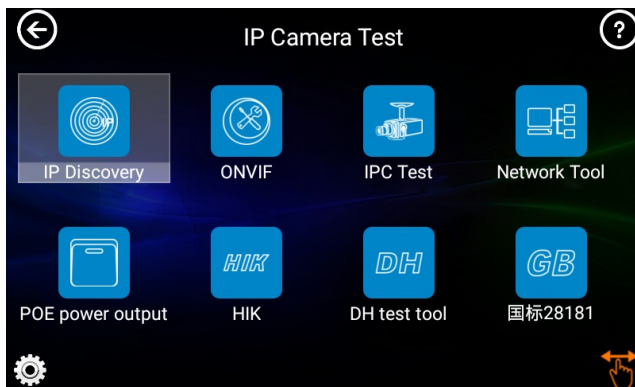 IP Camera Test
?
IP
IP Discovery
ONVIF
IPC Test
Network Tool
HIK
DH
GB
POE power output
HIK
DH test tool
国标28181